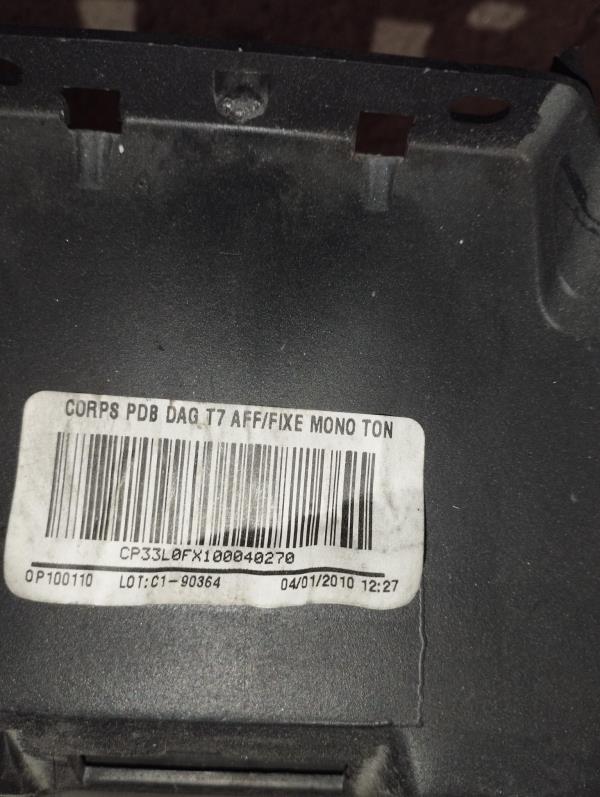 CORPS PDB DAG T7 AFF/FIXE MONO TON
CP33L0FX100040270
OP100110 LOT:C1-90364 04/01/2010 12:27